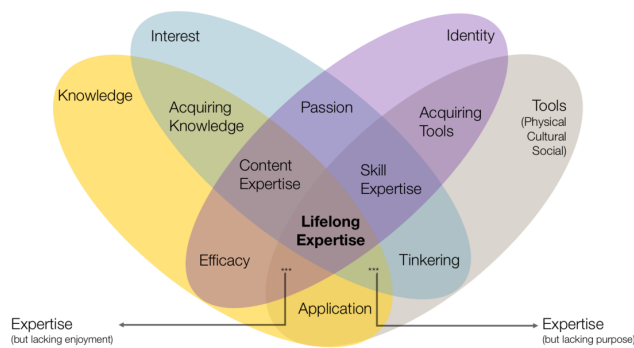 Interest
Identity
Knowledge
Acquiring
Knowledge
Passion
Acquiring
Tools
Tools
(Physical
Cultural
Social)
Content
Expertise
Skill
Expertise
Lifelong
Expertise
Efficacy
***
***
Tinkering
Application
Expertise
(but lacking enjoyment)
Expertise
(but lacking purpose)